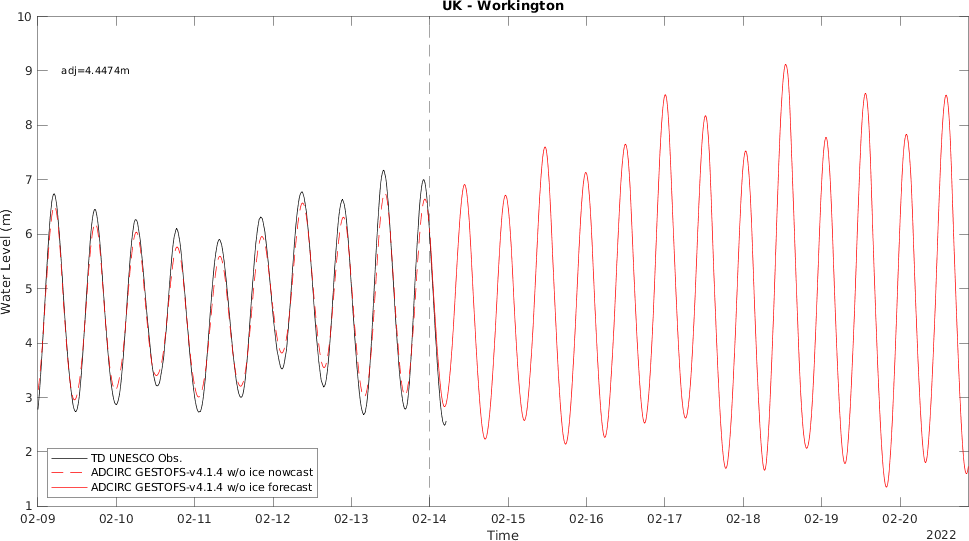 UK - Workington
10
9
8
7
6
5
4
3
2
1
Water Level (m)
adj=4.4474m
TD UNESCO Obs.
ADCIRC GESTOFS-v4.1.4 w/o ice nowcast
ADCIRC GESTOFS-v4.1.4 w/o ice forecast
02-09 02-10 02-11 02-12 02-13 02-14 02-15 02-16 02-17 02-18 02-19 02-20
Time
2022